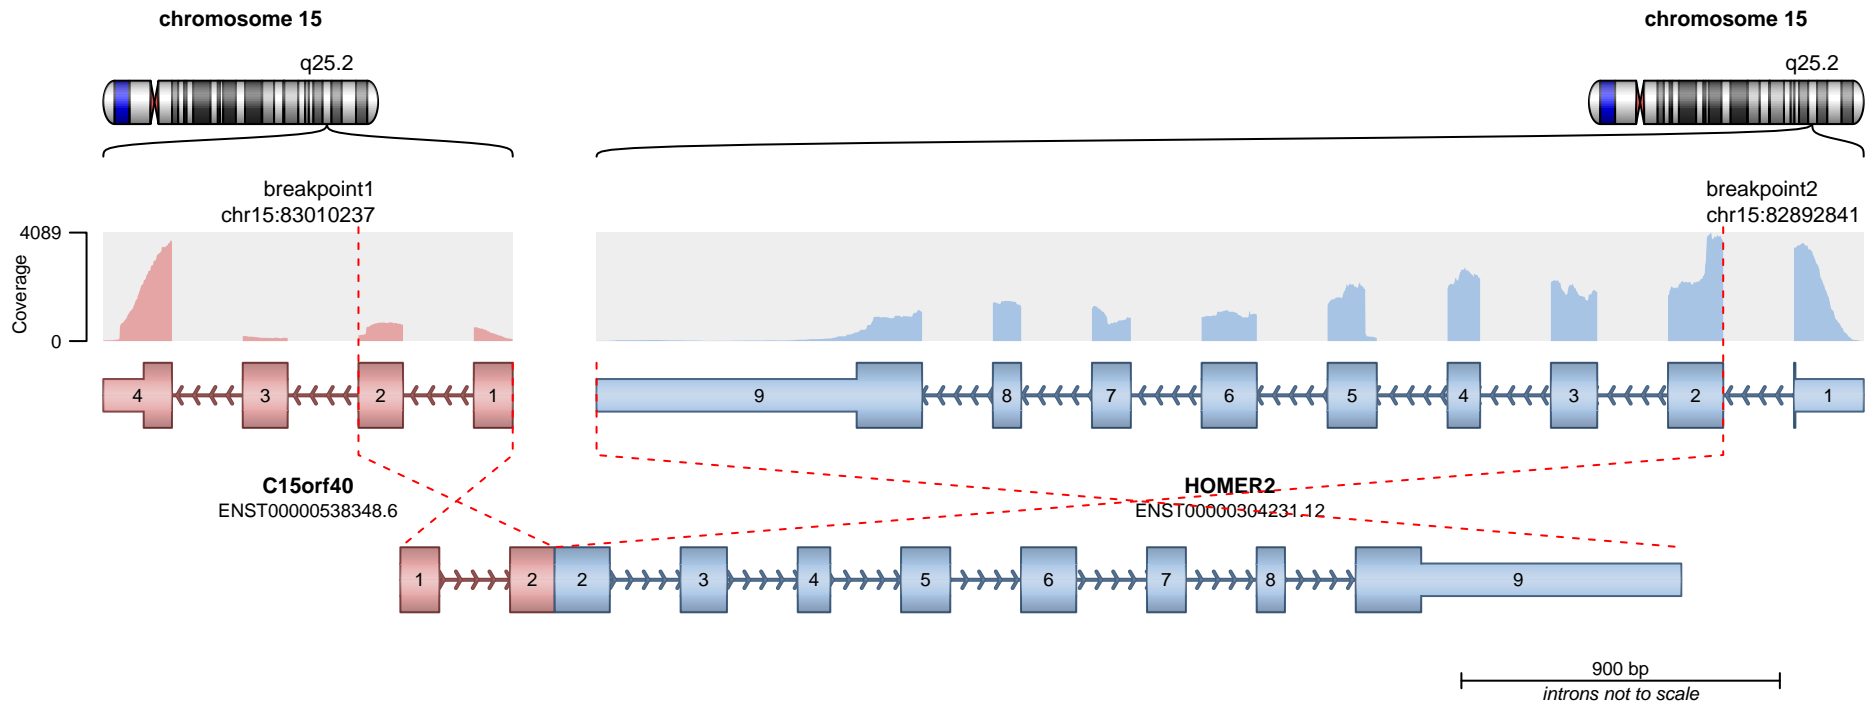 chromosome 15
chromosome 15
q25.2
q25.2
breakpoint1
chr15:83010237
breakpoint2
chr15:82892841
4089
Coverage
0
4 3 2 1
9 8 7 6 5 4 3 2 1
C15orf40
ENST00000538348.6
HOMER2
ENST00000304231.12
1 2 2 3 4 5 6 7 8 9
900 bp
introns not to scale